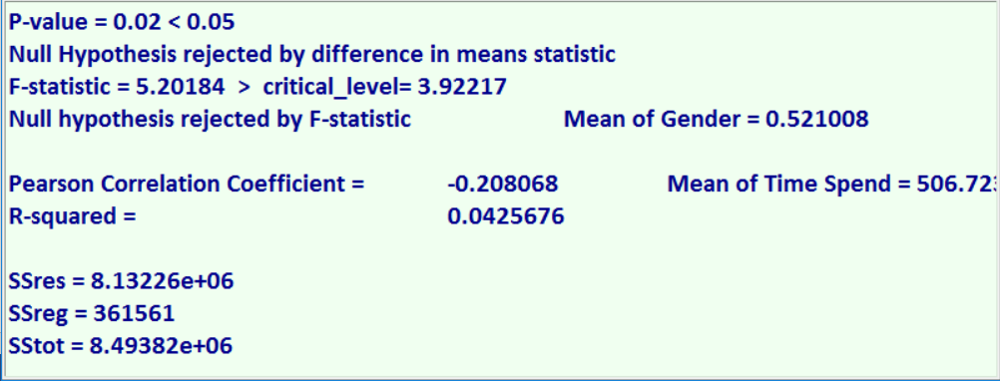 P-value = 0.02 < 0.05
Null Hypothesis rejected by difference in means statistic
F-statistic = 5.20184 > critical_level= 3.92217
Null hypothesis rejected by F-statistic Mean of Gender = 0.521008
Pearson Correlation Coefficient = -0.208068 Mean of Time Spend = 506.72
R-squared = 0.0425676
SSres = 8.13226e+06
SSreg = 361561
SStot = 8.49382e+06